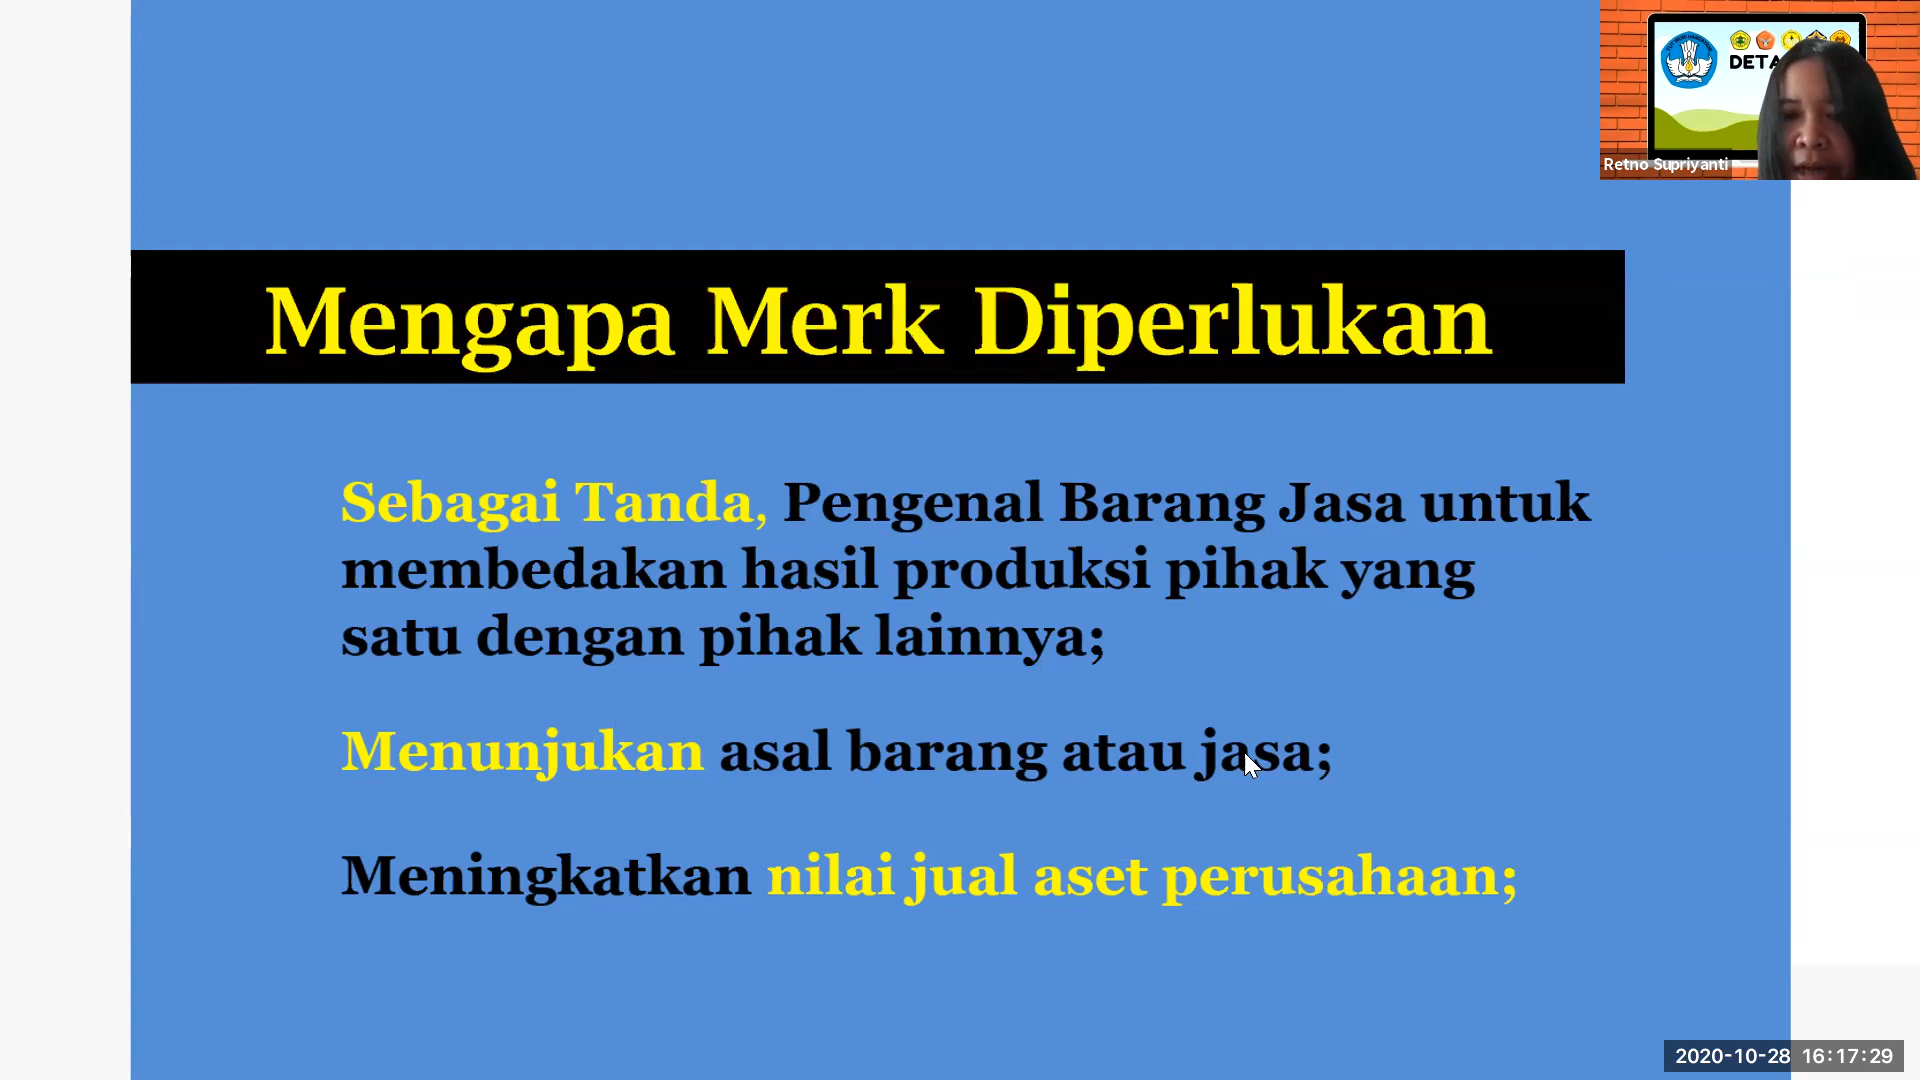 DETA
Retno Supriyanti
Mengapa Merk Diperlukan
Sebagai Tanda, Pengenal Barang Jasa untuk
membedakan hasil produksi pihak yang
satu dengan pihak lainnya;
Menunjukan asal barang atau jasa;
Meningkatkan nilai jual aset perusahaan;
2020-10-28 16:17:29